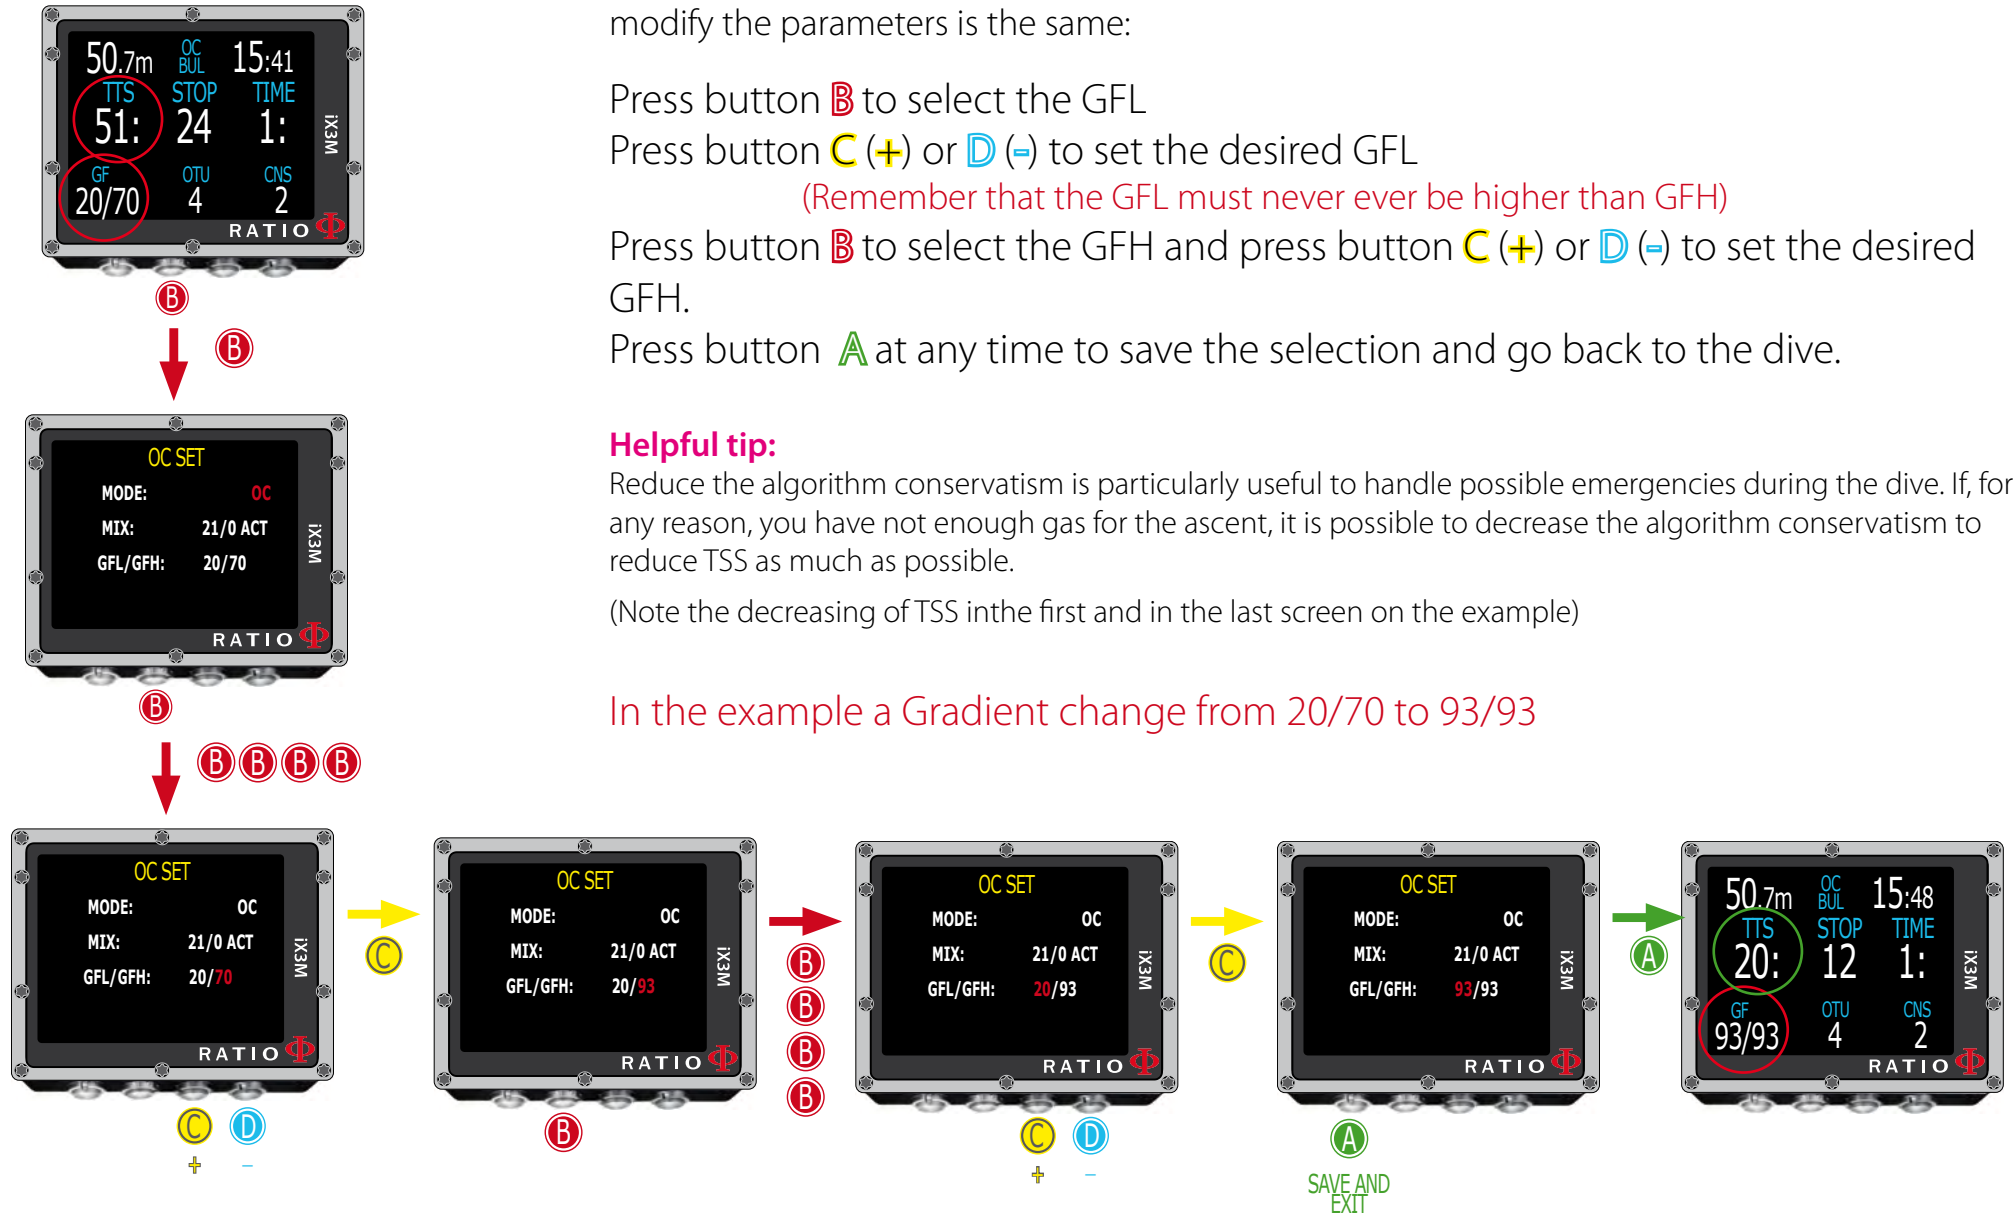 modify the parameters is the same:
Press button B to select the GFL
Press button C (+) or D (-) to set the desired GFL
(Remember that the GFL must never ever be higher than GFH)
Press button B to select the GFH and press button C (+) or D (-) to set the desired
GFH.
Press button A at any time to save the selection and go back to the dive.
Helpful tip:
Reduce the algorithm conservatism is particularly useful to handle possible emergencies during the dive. If, for
any reason, you have not enough gas for the ascent, it is possible to decrease the algorithm conservatism to
reduce TSS as much as possible.
(Note the decreasing of TSS inthe first and in the last screen on the example)
In the example a Gradient change from 20/70 to 93/93
50.7m OC BUL 15:41
TTS STOP TIME
51: 24 1:
GF OTU CNS
20/70 4 2
iX3M
RATIO
B
B
OC SET
MODE: OC
MIX: 21/0 ACT
GFL/GFH: 20/70
iX3M
RATIO
B
B B B B
OC SET
MODE: OC
MIX: 21/0 ACT
GFL/GFH: 20/70
iX3M
RATIO
C D
+ -
C
OC SET
MODE: OC
MIX: 21/0 ACT
GFL/GFH: 20/93
iX3M
RATIO
B
B
B
B
B
OC SET
MODE: OC
MIX: 21/0 ACT
GFL/GFH: 20/93
iX3M
RATIO
C D
+ -
C
OC SET
MODE: OC
MIX: 21/0 ACT
GFL/GFH: 93/93
iX3M
RATIO
A
SAVE AND
EXIT
A
50.7m OC BUL 15:48
TTS STOP TIME
20: 12 1:
GF OTU CNS
93/93 4 2
iX3M
RATIO